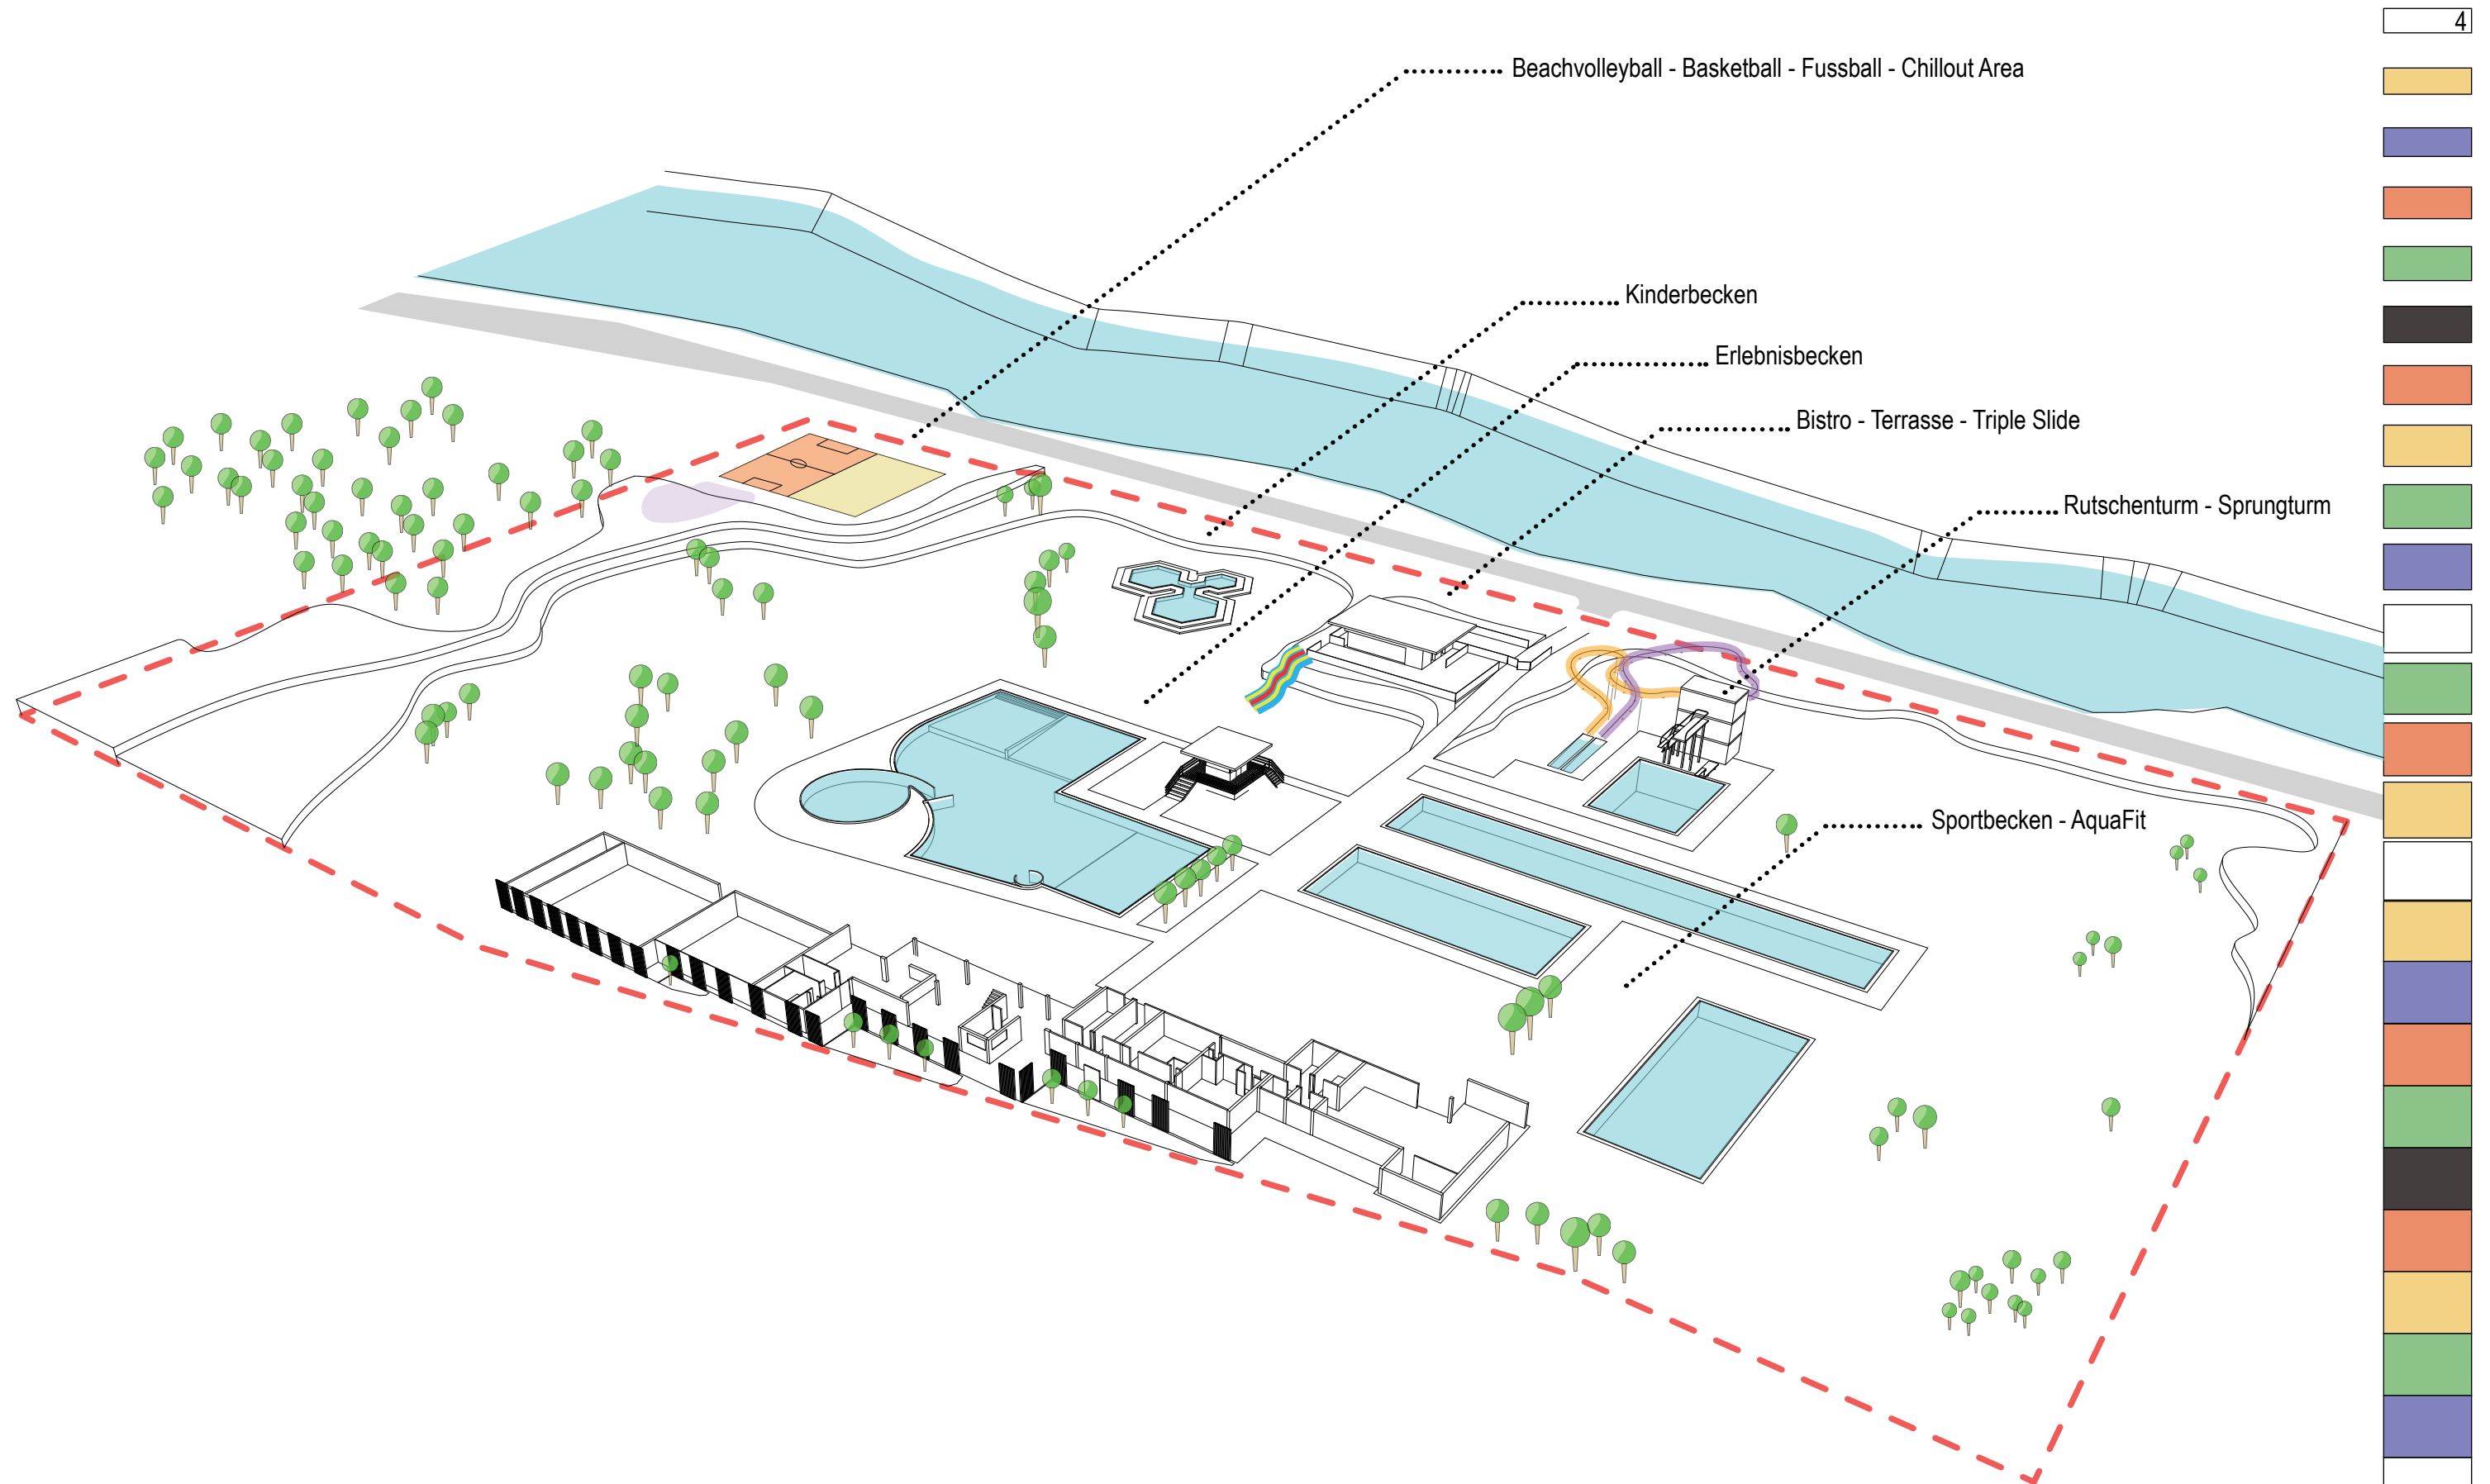 4
Beachvolleyball - Basketball - Fussball - Chillout Area
Kinderbecken
Erlebnisbecken
Bistro - Terrasse - Triple Slide
Rutschenturm - Sprungturm
Sportbecken - AquaFit